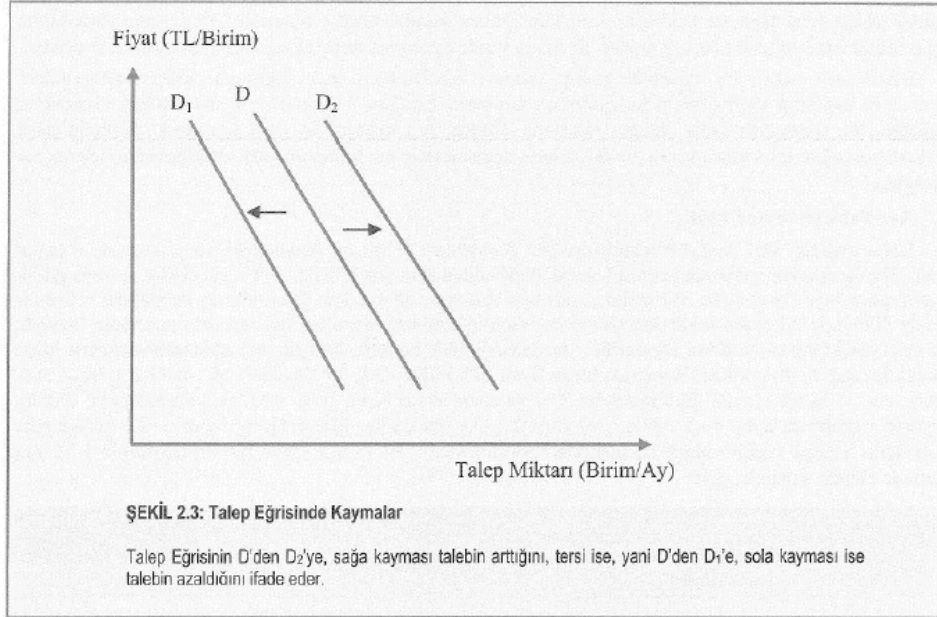 Fiyat (TL/Birim)
D₁ D D₂
Talep Miktarı (Birim/Ay)
ŞEKİL 2.3: Talep Eğrisinde Kaymalar
Talep Eğrisinin D'den D₂'ye, sağa kayması talebin arttığını, tersi ise, yani D'den D₁'e, sola kayması ise
talebin azaldığını ifade eder.